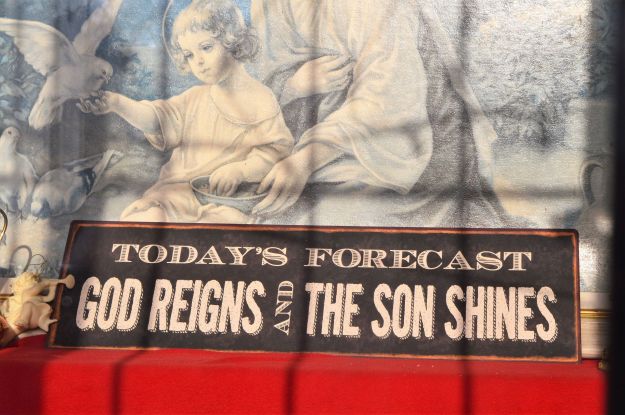 TODAY'S FORECAST
GOD REIGNS AND THE SON SHINES